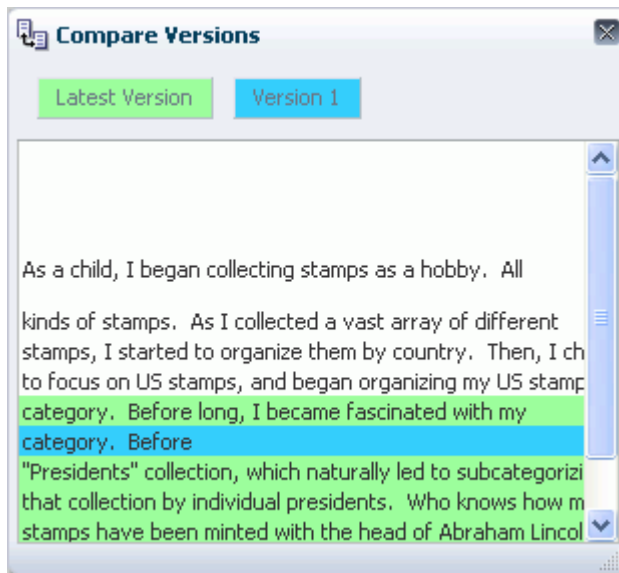 Compare Versions
Latest Version
Version 1
As a child, I began collecting stamps as a hobby.  All
kinds of stamps.  As I collected a vast array of different
stamps, I started to organize them by country.  Then, I ch
to focus on US stamps, and began organizing my US stamp
category.  Before long, I became fascinated with my
category.  Before
"Presidents" collection, which naturally led to subcategorizi
that collection by individual presidents.  Who knows how m
stamps have been minted with the head of Abraham Lincol